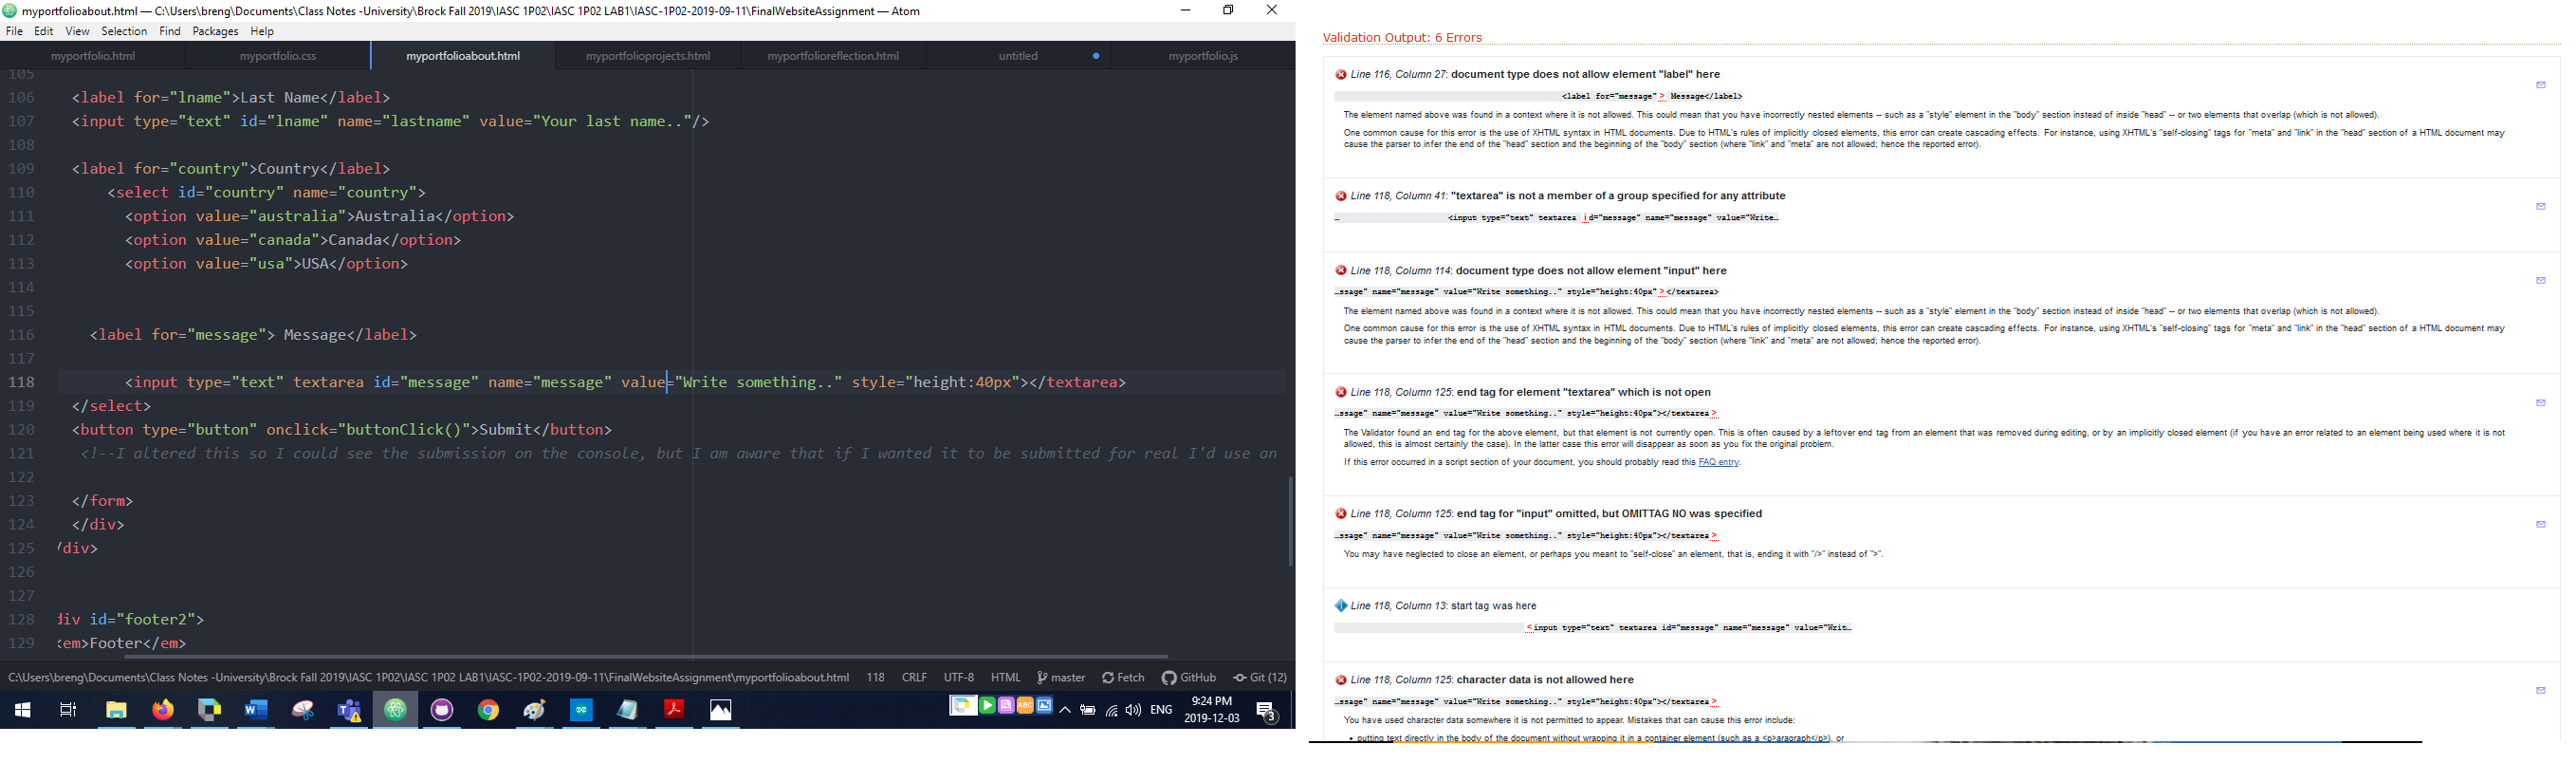 myportfolioabout.html — C:\Users\breng\Documents\Class Notes -University\Brock Fall 2019\IASC 1P02\IASC 1P02 LAB1\IASC-1P02-2019-09-11\FinalWebsiteAssignment — Atom
File Edit View Selection Find Packages Help
myportfolio.html myportfolio.css myportfolioabout.html myportfolioprojects.html myportfolioreflection.html untitled myportfolio.js
105
106 <label for="lname">Last Name</label>
107 <input type="text" id="lname" name="lastname" value="Your last name.."/>
108
109 <label for="country">Country</label>
110 <select id="country" name="country">
111 <option value="australia">Australia</option>
112 <option value="canada">Canada</option>
113 <option value="usa">USA</option>
114
115
116 <label for="message"> Message</label>
117
118 <input type="text" textarea id="message" name="message" value="Write something.." style="height:40px"></textarea>
119 </select>
120 <button type="button" onclick="buttonClick()">Submit</button>
121 <!--I altered this so I could see the submission on the console, but I am aware that if I wanted it to be submitted for real I'd use an
122
123 </form>
124 </div>
125 /div>
126
127
128 div id="footer2">
129 <em>Footer</em>
C:\Users\breng\Documents\Class Notes -University\Brock Fall 2019\IASC 1P02\IASC 1P02 LAB1\IASC-1P02-2019-09-11\FinalWebsiteAssignment\myportfolioabout.html 118 CRLF UTF-8 HTML master Fetch GitHub Git (12)
ABC ENG 9:24 PM
2019-12-03 3
Validation Output: 6 Errors
Line 116, Column 27: document type does not allow element "label" here
<label for="message"> Message</label>
The element named above was found in a context where it is not allowed. This could mean that you have incorrectly nested elements -- such as a "style" element in the "body" section instead of inside "head" -- or two elements that overlap (which is not allowed).
One common cause for this error is the use of XHTML syntax in HTML documents. Due to HTML's rules of implicitly closed elements, this error can create cascading effects. For instance, using XHTML's "self-closing" tags for "meta" and "link" in the "head" section of a HTML document may
cause the parser to infer the end of the "head" section and the beginning of the "body" section (where "link" and "meta" are not allowed; hence the reported error).
Line 118, Column 41: "textarea" is not a member of a group specified for any attribute
… <input type="text" textarea id="message" name="message" value="Write…
Line 118, Column 114: document type does not allow element "input" here
…ssage" name="message" value="Write something.." style="height:40px"></textarea>
The element named above was found in a context where it is not allowed. This could mean that you have incorrectly nested elements -- such as a "style" element in the "body" section instead of inside "head" -- or two elements that overlap (which is not allowed).
One common cause for this error is the use of XHTML syntax in HTML documents. Due to HTML's rules of implicitly closed elements, this error can create cascading effects. For instance, using XHTML's "self-closing" tags for "meta" and "link" in the "head" section of a HTML document may
cause the parser to infer the end of the "head" section and the beginning of the "body" section (where "link" and "meta" are not allowed; hence the reported error).
Line 118, Column 125: end tag for element "textarea" which is not open
…ssage" name="message" value="Write something.." style="height:40px"></textarea>
The Validator found an end tag for the above element, but that element is not currently open. This is often caused by a leftover end tag from an element that was removed during editing, or by an implicitly closed element (if you have an error related to an element being used where it is not
allowed, this is almost certainly the case). In the latter case this error will disappear as soon as you fix the original problem.
If this error occurred in a script section of your document, you should probably read this FAQ entry.
Line 118, Column 125: end tag for "input" omitted, but OMITTAG NO was specified
…ssage" name="message" value="Write something.." style="height:40px"></textarea>
You may have neglected to close an element, or perhaps you meant to "self-close" an element, that is, ending it with "/>" instead of ">".
Line 118, Column 13: start tag was here
<input type="text" textarea id="message" name="message" value="Writ…
Line 118, Column 125: character data is not allowed here
…ssage" name="message" value="Write something.." style="height:40px"></textarea>
You have used character data somewhere it is not permitted to appear. Mistakes that can cause this error include:
• putting text directly in the body of the document without wrapping it in a container element (such as a <p>aragraph</p>), or